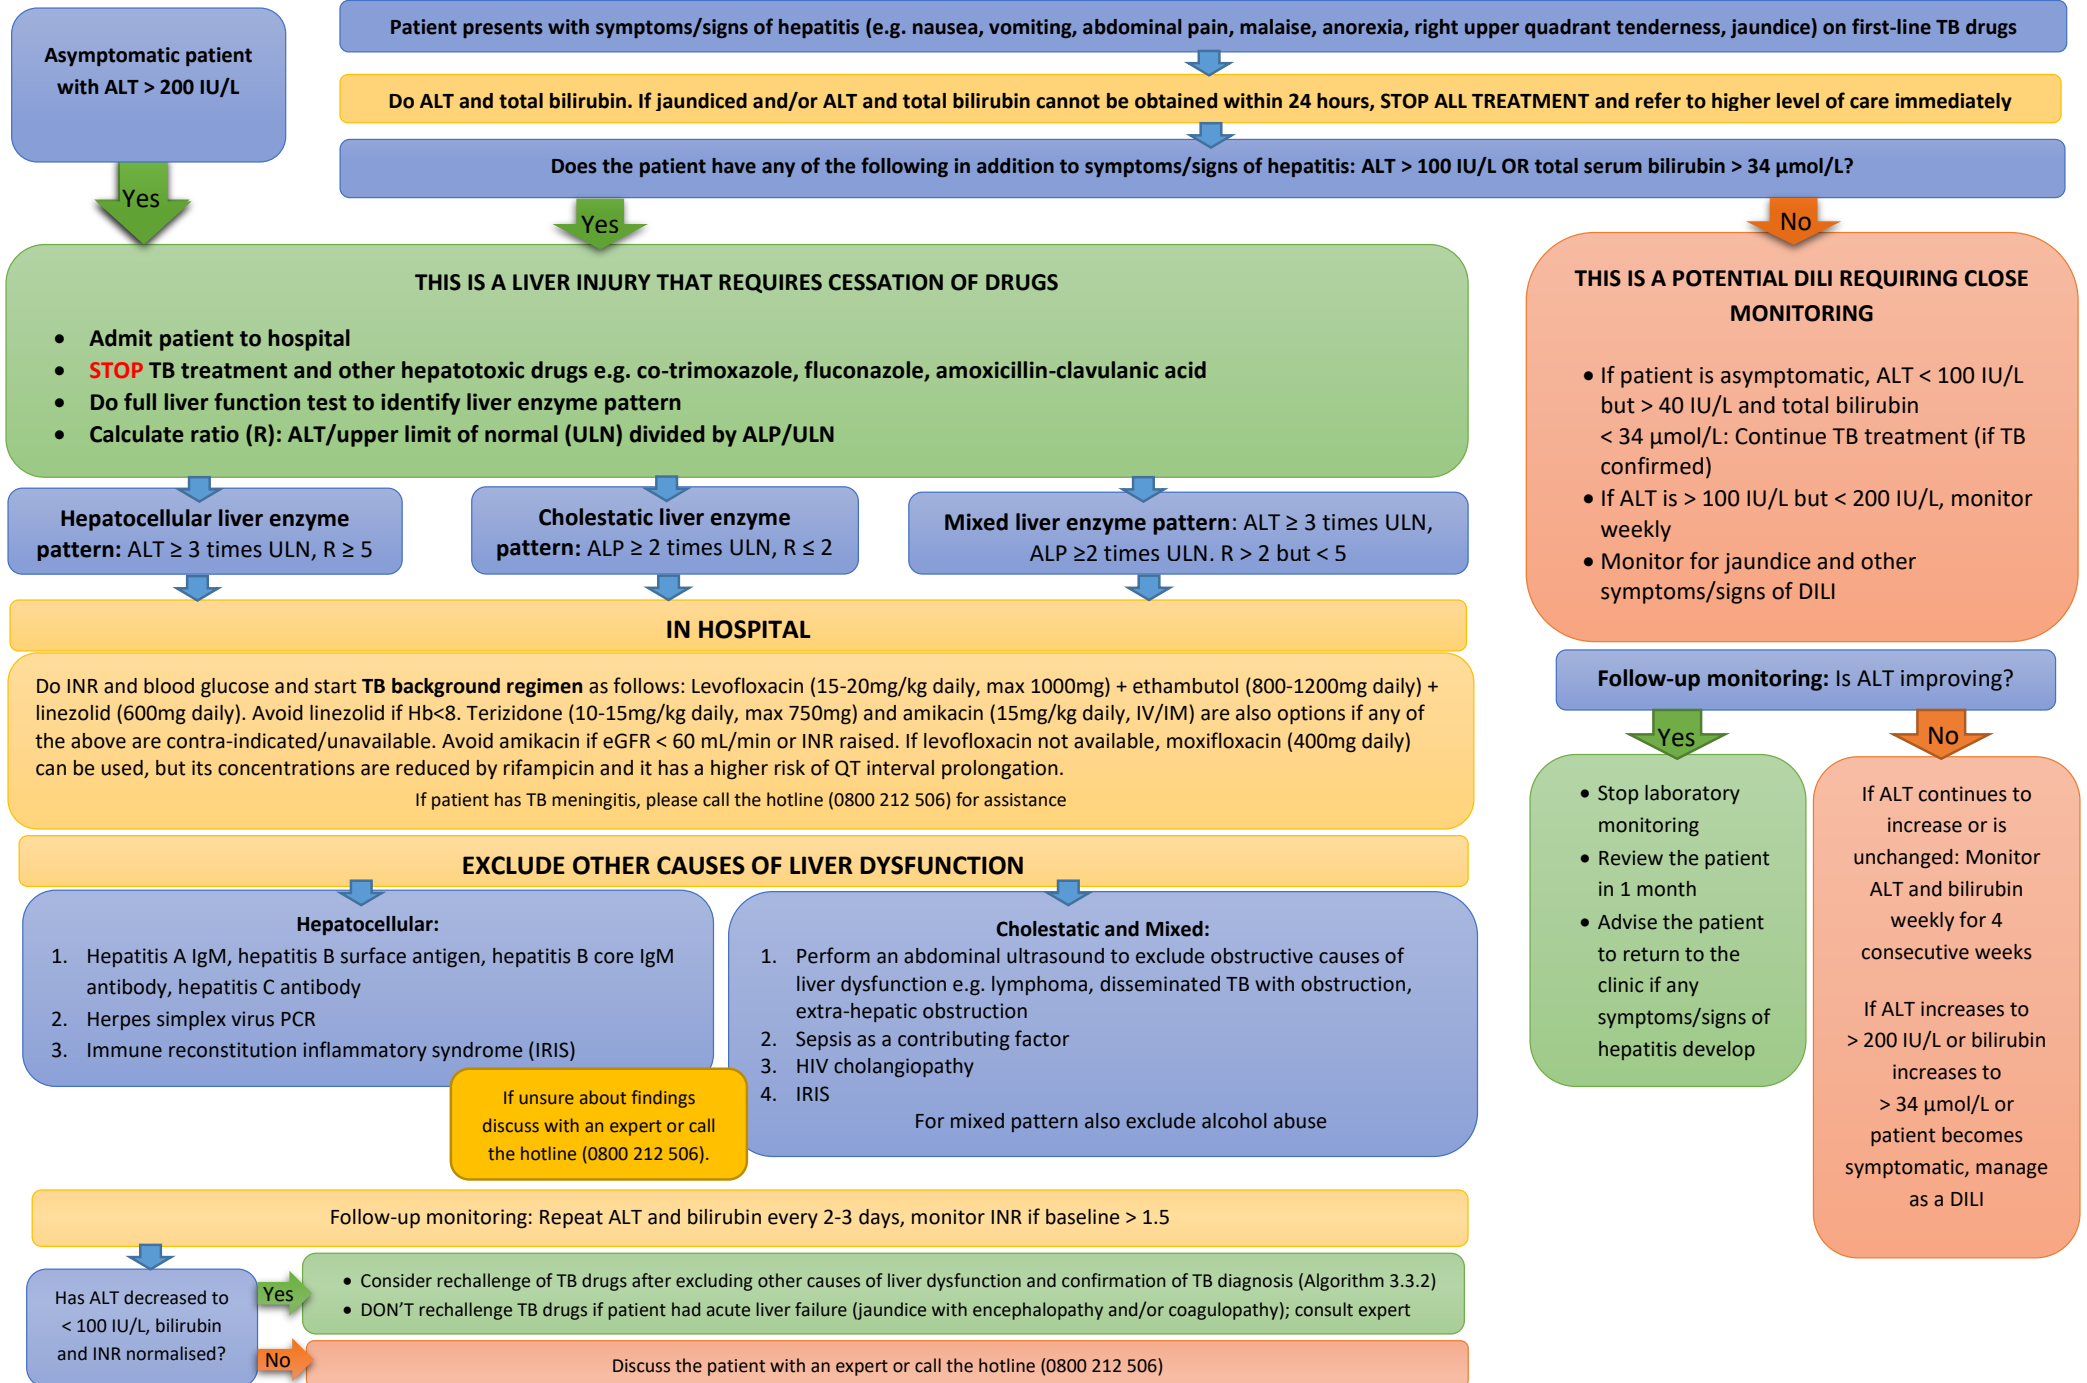 Asymptomatic patient
with ALT > 200 IU/L
Yes
Patient presents with symptoms/signs of hepatitis (e.g. nausea, vomiting, abdominal pain, malaise, anorexia, right upper quadrant tenderness, jaundice) on first-line TB drugs
Do ALT and total bilirubin. If jaundiced and/or ALT and total bilirubin cannot be obtained within 24 hours, STOP ALL TREATMENT and refer to higher level of care immediately
Does the patient have any of the following in addition to symptoms/signs of hepatitis: ALT > 100 IU/L OR total serum bilirubin > 34 µmol/L?
Yes
No
THIS IS A LIVER INJURY THAT REQUIRES CESSATION OF DRUGS
• Admit patient to hospital
• STOP TB treatment and other hepatotoxic drugs e.g. co-trimoxazole, fluconazole, amoxicillin-clavulanic acid
• Do full liver function test to identify liver enzyme pattern
• Calculate ratio (R): ALT/upper limit of normal (ULN) divided by ALP/ULN
Hepatocellular liver enzyme
pattern: ALT ≥ 3 times ULN, R ≥ 5
Cholestatic liver enzyme
pattern: ALP ≥ 2 times ULN, R ≤ 2
Mixed liver enzyme pattern: ALT ≥ 3 times ULN,
ALP ≥2 times ULN. R > 2 but < 5
IN HOSPITAL
Do INR and blood glucose and start TB background regimen as follows: Levofloxacin (15-20mg/kg daily, max 1000mg) + ethambutol (800-1200mg daily) +
linezolid (600mg daily). Avoid linezolid if Hb<8. Terizidone (10-15mg/kg daily, max 750mg) and amikacin (15mg/kg daily, IV/IM) are also options if any of
the above are contra-indicated/unavailable. Avoid amikacin if eGFR < 60 mL/min or INR raised. If levofloxacin not available, moxifloxacin (400mg daily)
can be used, but its concentrations are reduced by rifampicin and it has a higher risk of QT interval prolongation.
If patient has TB meningitis, please call the hotline (0800 212 506) for assistance
EXCLUDE OTHER CAUSES OF LIVER DYSFUNCTION
Hepatocellular:
1. Hepatitis A IgM, hepatitis B surface antigen, hepatitis B core IgM
antibody, hepatitis C antibody
2. Herpes simplex virus PCR
3. Immune reconstitution inflammatory syndrome (IRIS)
Cholestatic and Mixed:
1. Perform an abdominal ultrasound to exclude obstructive causes of
liver dysfunction e.g. lymphoma, disseminated TB with obstruction,
extra-hepatic obstruction
2. Sepsis as a contributing factor
3. HIV cholangiopathy
4. IRIS
For mixed pattern also exclude alcohol abuse
If unsure about findings
discuss with an expert or call
the hotline (0800 212 506).
Follow-up monitoring: Repeat ALT and bilirubin every 2-3 days, monitor INR if baseline > 1.5
Has ALT decreased to
< 100 IU/L, bilirubin
and INR normalised?
Yes
• Consider rechallenge of TB drugs after excluding other causes of liver dysfunction and confirmation of TB diagnosis (Algorithm 3.3.2)
• DON'T rechallenge TB drugs if patient had acute liver failure (jaundice with encephalopathy and/or coagulopathy); consult expert
No
Discuss the patient with an expert or call the hotline (0800 212 506)
THIS IS A POTENTIAL DILI REQUIRING CLOSE
MONITORING
• If patient is asymptomatic, ALT < 100 IU/L
but > 40 IU/L and total bilirubin
< 34 µmol/L: Continue TB treatment (if TB
confirmed)
• If ALT is > 100 IU/L but < 200 IU/L, monitor
weekly
• Monitor for jaundice and other
symptoms/signs of DILI
Follow-up monitoring: Is ALT improving?
Yes
• Stop laboratory
monitoring
• Review the patient
in 1 month
• Advise the patient
to return to the
clinic if any
symptoms/signs of
hepatitis develop
No
If ALT continues to
increase or is
unchanged: Monitor
ALT and bilirubin
weekly for 4
consecutive weeks
If ALT increases to
> 200 IU/L or bilirubin
increases to
> 34 µmol/L or
patient becomes
symptomatic, manage
as a DILI